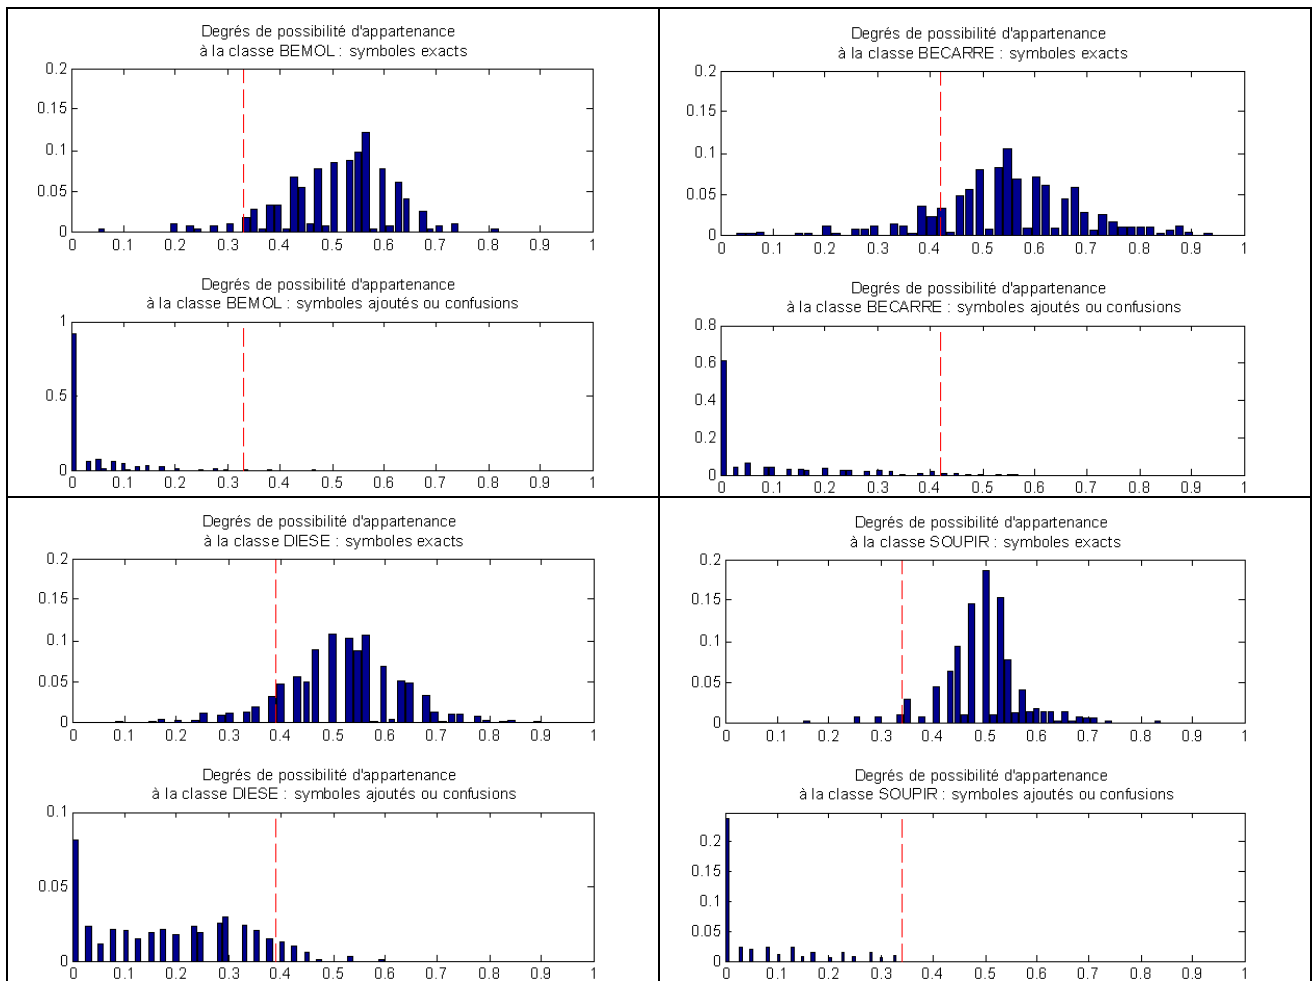 Degrés de possibilité d'appartenance
à la classe BEMOL : symboles exacts
0.2
0.15
0.1
0.05
0
0 0.1 0.2 0.3 0.4 0.5 0.6 0.7 0.8 0.9 1
Degrés de possibilité d'appartenance
à la classe BEMOL : symboles ajoutés ou confusions
1
0.5
0
0 0.1 0.2 0.3 0.4 0.5 0.6 0.7 0.8 0.9 1
Degrés de possibilité d'appartenance
à la classe BECARRE : symboles exacts
0.2
0.15
0.1
0.05
0
0 0.1 0.2 0.3 0.4 0.5 0.6 0.7 0.8 0.9 1
Degrés de possibilité d'appartenance
à la classe BECARRE : symboles ajoutés ou confusions
0.8
0.6
0.4
0.2
0
0 0.1 0.2 0.3 0.4 0.5 0.6 0.7 0.8 0.9 1
Degrés de possibilité d'appartenance
à la classe DIESE : symboles exacts
0.2
0.15
0.1
0.05
0
0 0.1 0.2 0.3 0.4 0.5 0.6 0.7 0.8 0.9 1
Degrés de possibilité d'appartenance
à la classe DIESE : symboles ajoutés ou confusions
0.1
0.05
0
0 0.1 0.2 0.3 0.4 0.5 0.6 0.7 0.8 0.9 1
Degrés de possibilité d'appartenance
à la classe SOUPIR : symboles exacts
0.2
0.15
0.1
0.05
0
0 0.1 0.2 0.3 0.4 0.5 0.6 0.7 0.8 0.9 1
Degrés de possibilité d'appartenance
à la classe SOUPIR : symboles ajoutés ou confusions
0.2
0.15
0.1
0.05
0
0 0.1 0.2 0.3 0.4 0.5 0.6 0.7 0.8 0.9 1